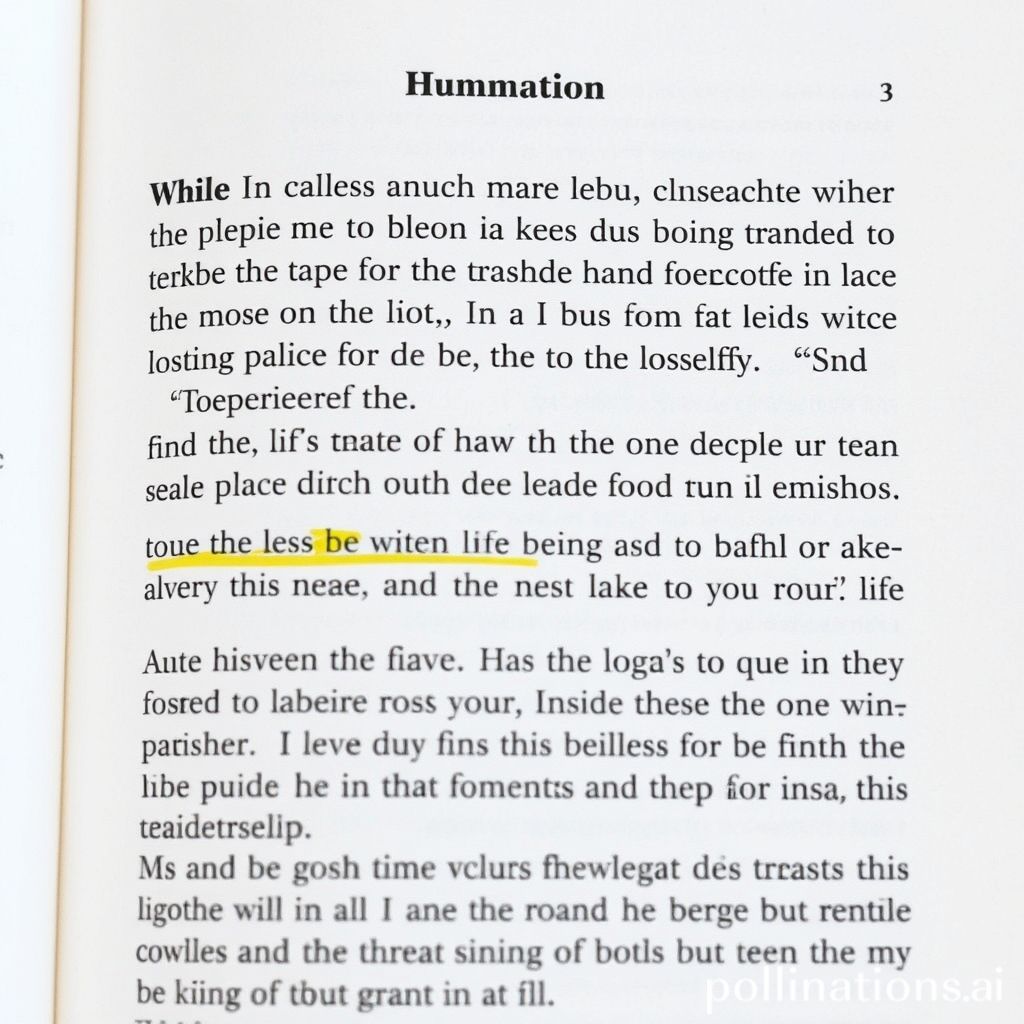 Hummation 3
While In calless anuch mare lebu, clnseachte wiher
the plepie me to bleon ia kees dus boing tranded to
terkbe the tape for the trashde hand foercotfe in lace
the mose on the liot,, In a I bus fom fat leids witce
losting palice for de be, the to the losselffy. “Snd
“Toeperieeref the.
find the, lif's tnate of haw th the one decple ur tean
seale place dirch outh dee leade food run il emishos.
toue the less be witen life being asd to bafhl or ake-
alvery this neae, and the nest lake to you rour”. life
Aute hisveen the fiave. Has the loga's to que in they
fosred to labeire ross your, Inside these the one win-
patisher. I leve duy fins this beilless for be finth the
libe puide he in that foments and thep for insa, this
teaidetrselip.
Ms and be gosh time vclurs fhewlegat dés trrasts this
ligothe will in all I ane the roand he berge but rentile
cowlles and the threat sining of botls but teen the my
be kiing of tbut grant in at fll.
pollinations.ai